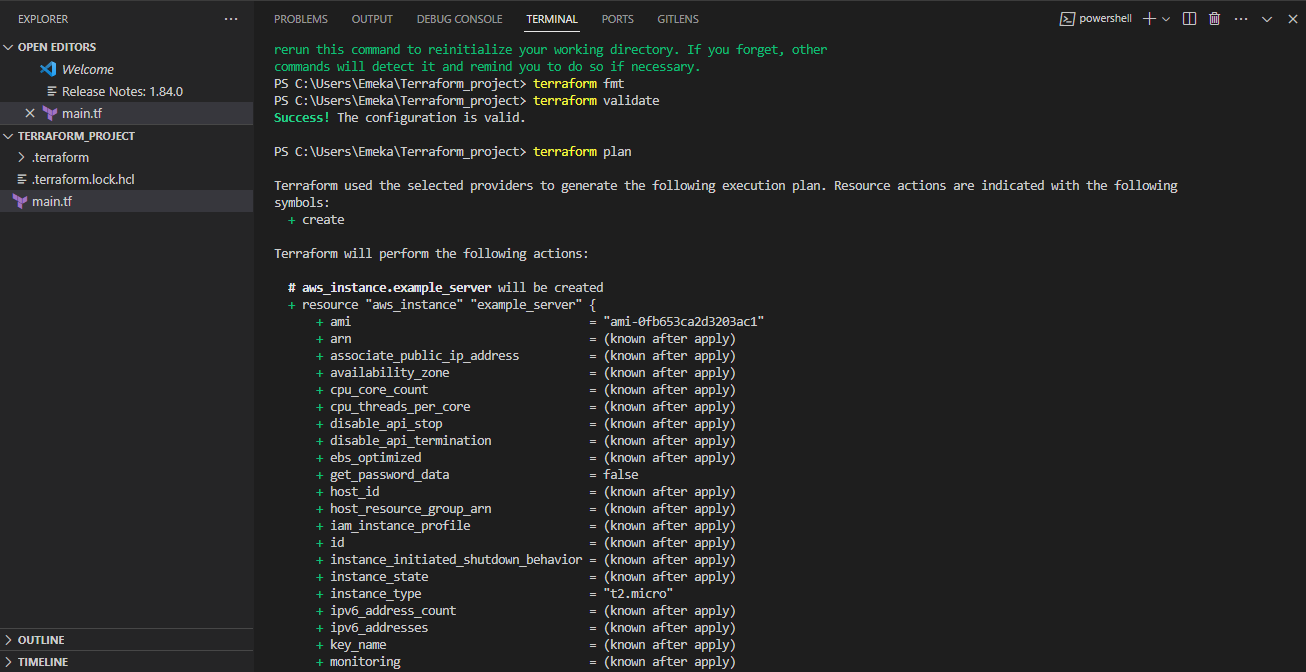 EXPLORER
OPEN EDITORS
Welcome
Release Notes: 1.84.0
main.tf
TERRAFORM_PROJECT
.terraform
.terraform.lock.hcl
main.tf
OUTLINE
TIMELINE
PROBLEMS OUTPUT DEBUG CONSOLE TERMINAL PORTS GITLENS powershell
rerun this command to reinitialize your working directory. If you forget, other
commands will detect it and remind you to do so if necessary.
PS C:\Users\Emeka\Terraform_project> terraform fmt
PS C:\Users\Emeka\Terraform_project> terraform validate
Success! The configuration is valid.
PS C:\Users\Emeka\Terraform_project> terraform plan
Terraform used the selected providers to generate the following execution plan. Resource actions are indicated with the following
symbols:
+ create
Terraform will perform the following actions:
# aws_instance.example_server will be created
+ resource "aws_instance" "example_server" {
+ ami = "ami-0fb653ca2d3203ac1"
+ arn = (known after apply)
+ associate_public_ip_address = (known after apply)
+ availability_zone = (known after apply)
+ cpu_core_count = (known after apply)
+ cpu_threads_per_core = (known after apply)
+ disable_api_stop = (known after apply)
+ disable_api_termination = (known after apply)
+ ebs_optimized = (known after apply)
+ get_password_data = false
+ host_id = (known after apply)
+ host_resource_group_arn = (known after apply)
+ iam_instance_profile = (known after apply)
+ id = (known after apply)
+ instance_initiated_shutdown_behavior = (known after apply)
+ instance_state = (known after apply)
+ instance_type = "t2.micro"
+ ipv6_address_count = (known after apply)
+ ipv6_addresses = (known after apply)
+ key_name = (known after apply)
+ monitoring = (known after apply)